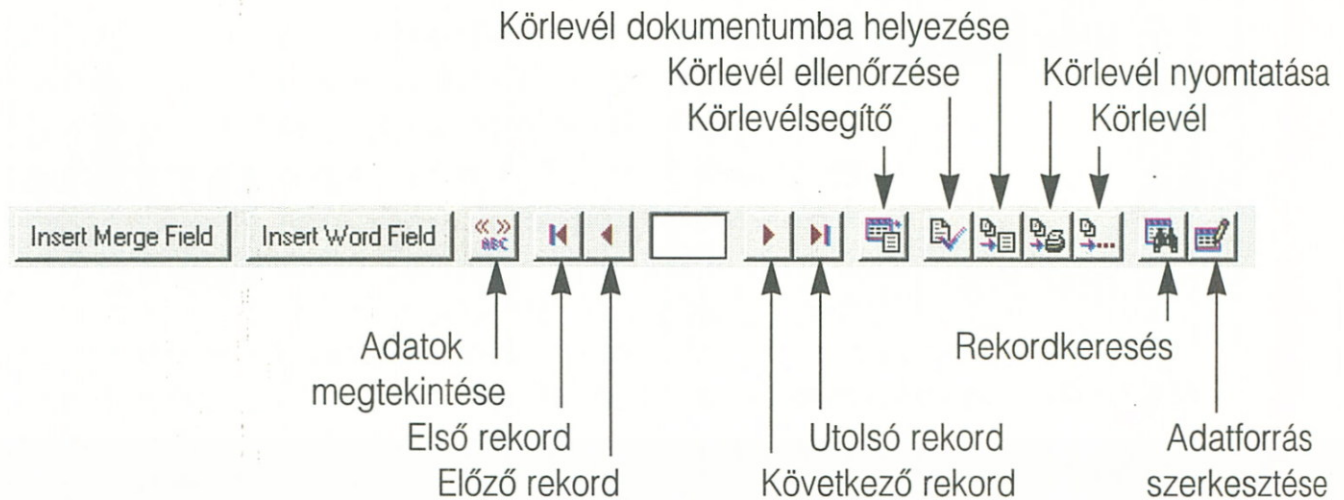 Körlevél dokumentumba helyezése
Körlevél ellenőrzése
Körlevél nyomtatása
Körlevélsegítő
Körlevél
Insert Merge Field
Insert Word Field
« »
ABC
Adatok
megtekintése
Rekordkeresés
Első rekord
Utolsó rekord
Adatforrás
Előző rekord
Következő rekord
szerkesztése